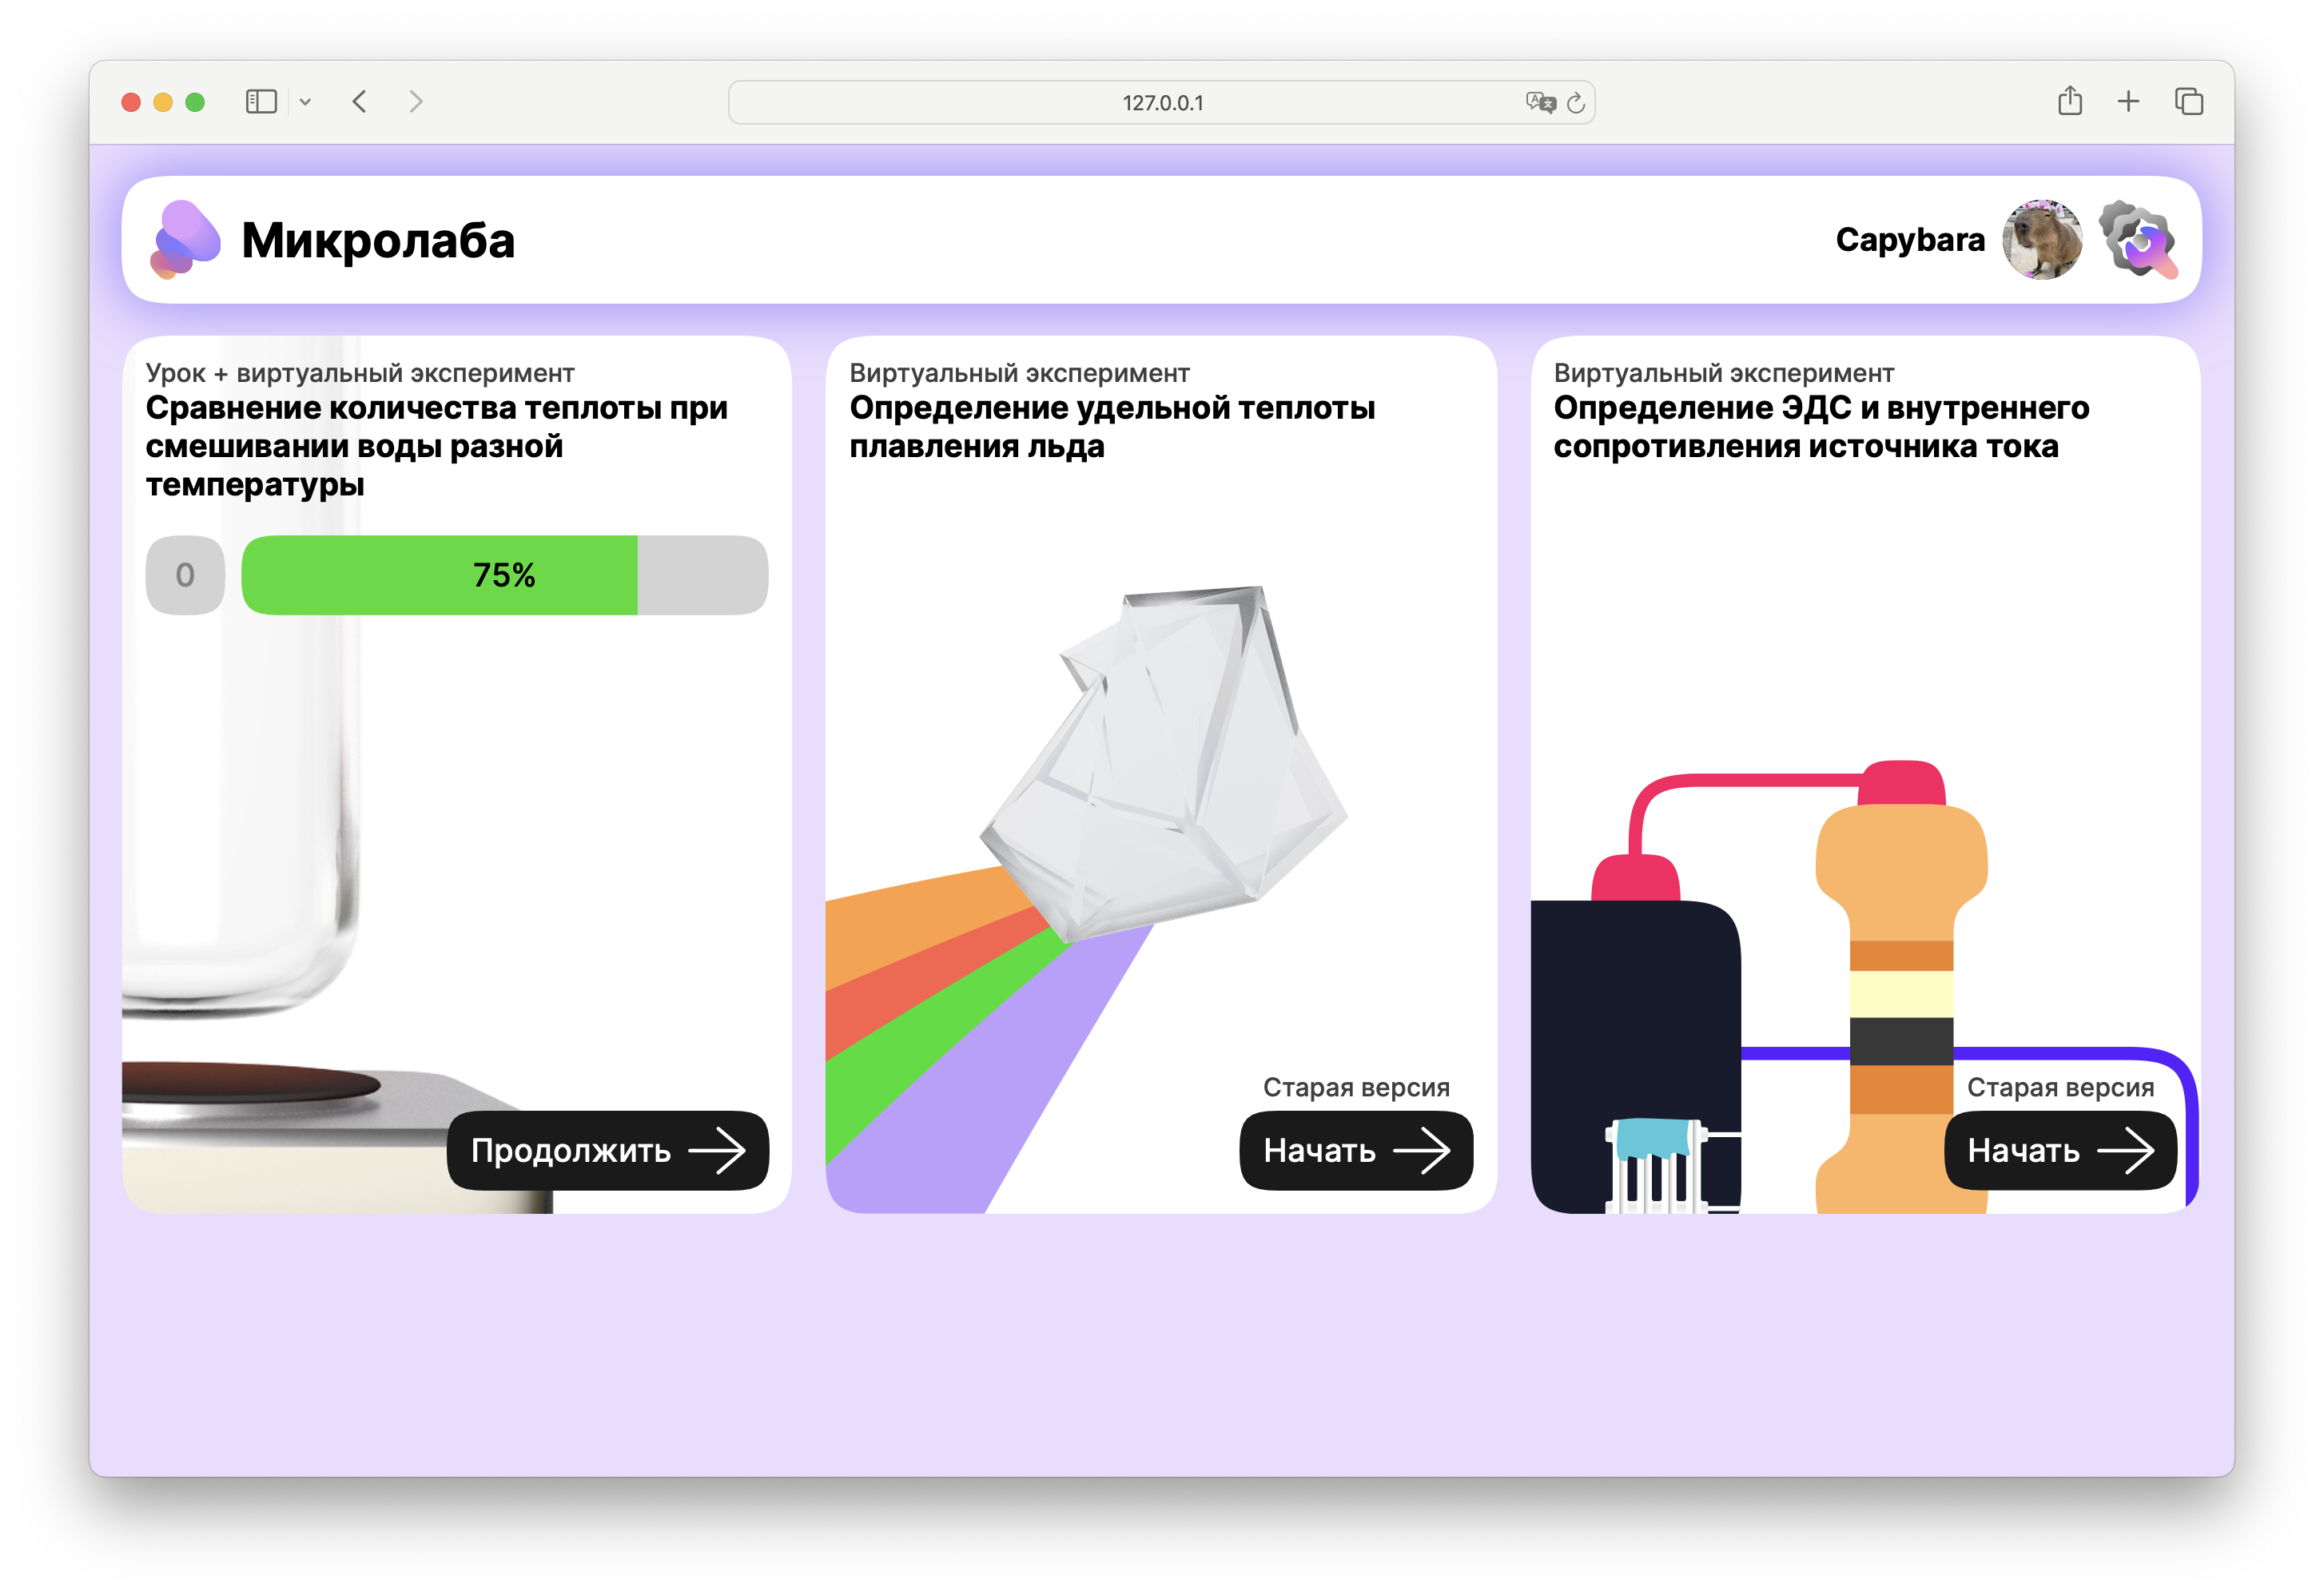 127.0.0.1
Микролаба
Capybara
Урок + виртуальный эксперимент
Сравнение количества теплоты при
смешивании воды разной
температуры
0
75%
Продолжить
Виртуальный эксперимент
Определение удельной теплоты
плавления льда
Старая версия
Начать
Виртуальный эксперимент
Определение ЭДС и внутреннего
сопротивления источника тока
Старая версия
Начать